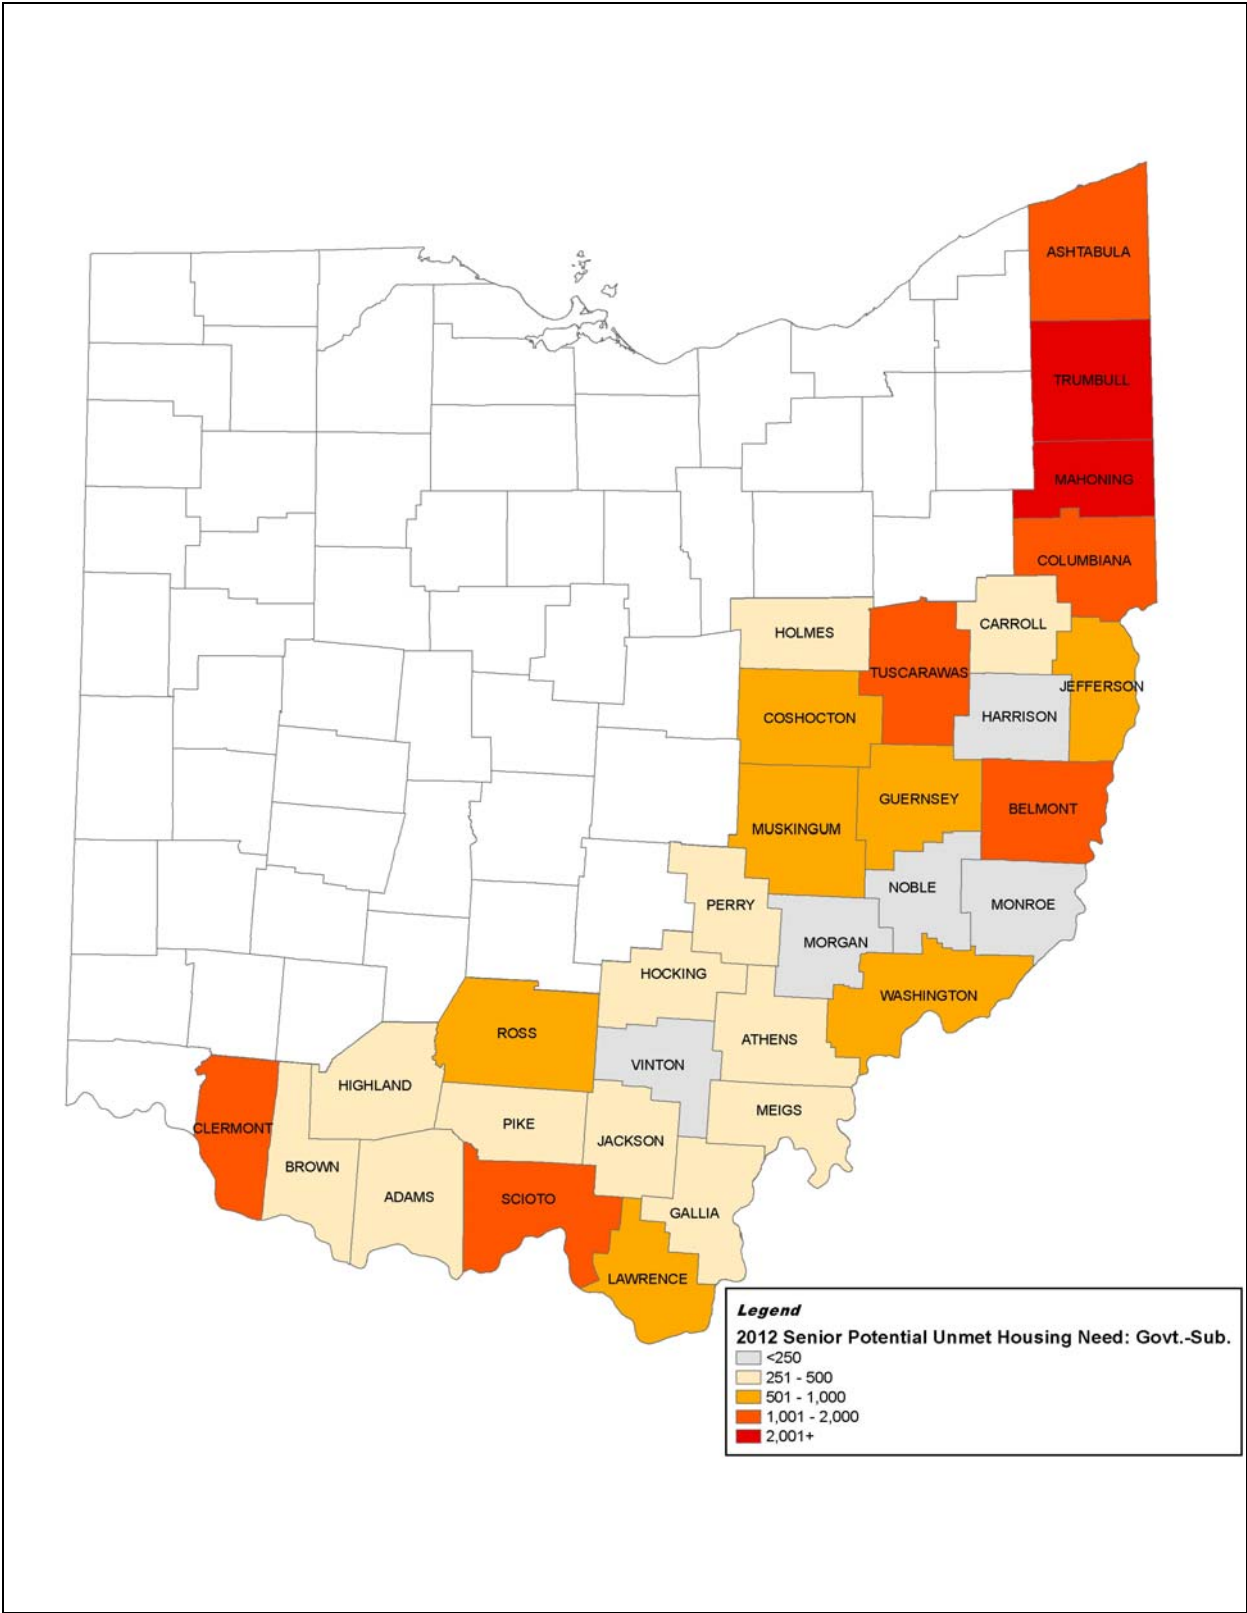 ASHTABULA
TRUMBULL
MAHONING
COLUMBIANA
HOLMES
CARROLL
TUSCARAWAS
JEFFERSON
COSHOCTON
HARRISON
GUERNSEY
BELMONT
MUSKINGUM
NOBLE
PERRY
MONROE
MORGAN
HOCKING
WASHINGTON
ROSS
ATHENS
VINTON
HIGHLAND
MEIGS
PIKE
CLERMONT
JACKSON
BROWN
ADAMS
SCIOTO
GALLIA
LAWRENCE
Legend
2012 Senior Potential Unmet Housing Need: Govt.-Sub.
<250
251 - 500
501 - 1,000
1,001 - 2,000
2,001+